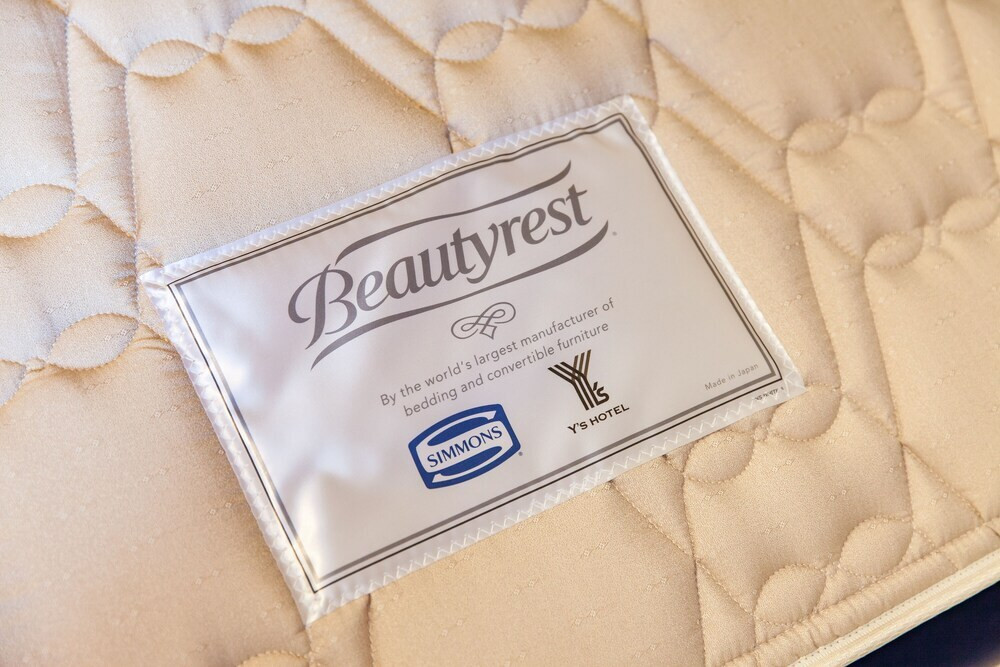 Beautyrest
By the world's largest manufacturer of
bedding and convertible furniture
SIMMONS
Y's
Y's HOTEL
Made in Japan